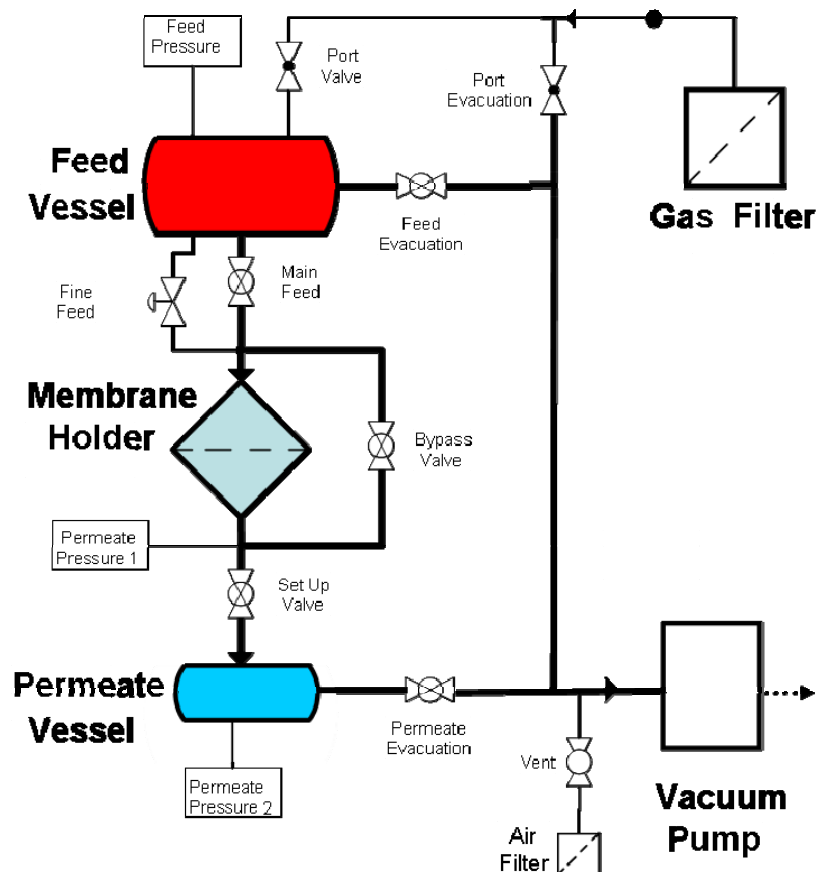 Feed
Pressure
Port
Valve
Port
Evacuation
Feed
Vessel
Gas Filter
Feed
Evacuation
Main
Feed
Fine
Feed
Membrane
Holder
Bypass
Valve
Permeate
Pressure 1
Set Up
Valve
Permeate
Vessel
Permeate
Evacuation
Permeate
Pressure 2
Vent
Vacuum
Pump
Air
Filter